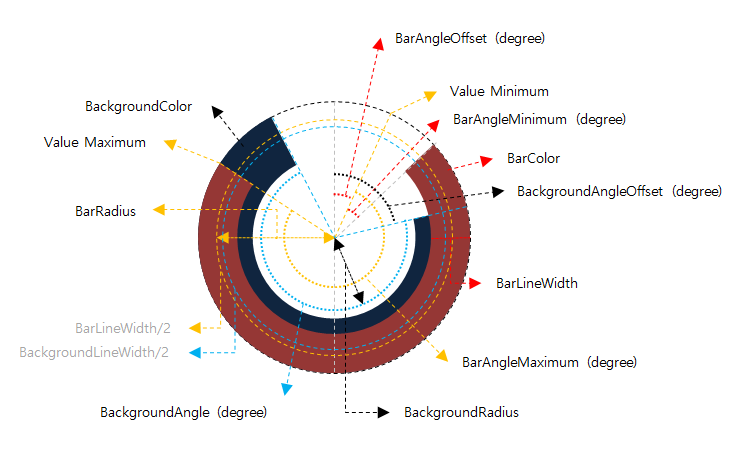 BarAngleOffset (degree)
Value Minimum
BackgroundColor
BarAngleMinimum (degree)
Value Maximum
BarColor
BackgroundAngleOffset (degree)
BarRadius
BarLineWidth
BarLineWidth/2
BackgroundLineWidth/2
BarAngleMaximum (degree)
BackgroundAngle (degree)
BackgroundRadius